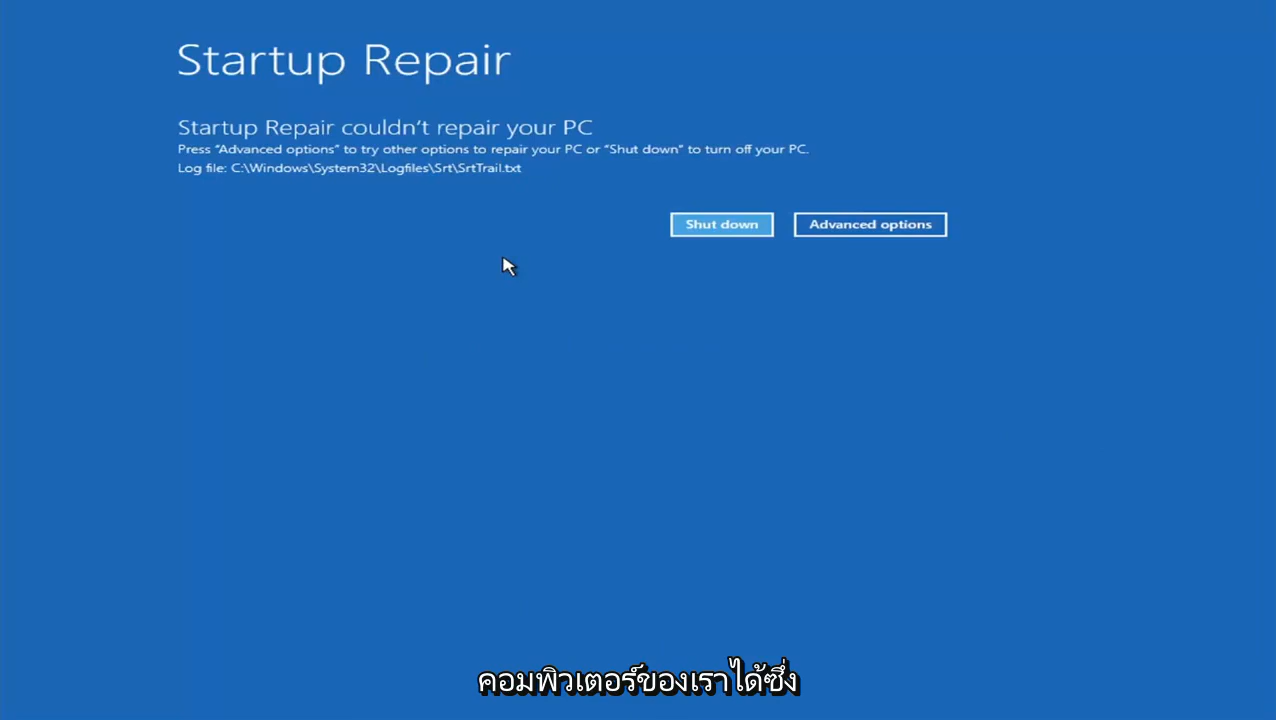 Startup Repair
Startup Repair couldn't repair your PC
Press “Advanced options” to try other options to repair your PC or “Shut down” to turn off your PC.
Log file: C:\Windows\System32\Logfiles\Srt\SrtTrail.txt
Shut down Advanced options
คอมพิวเตอร์ของเราได้ซึ่ง